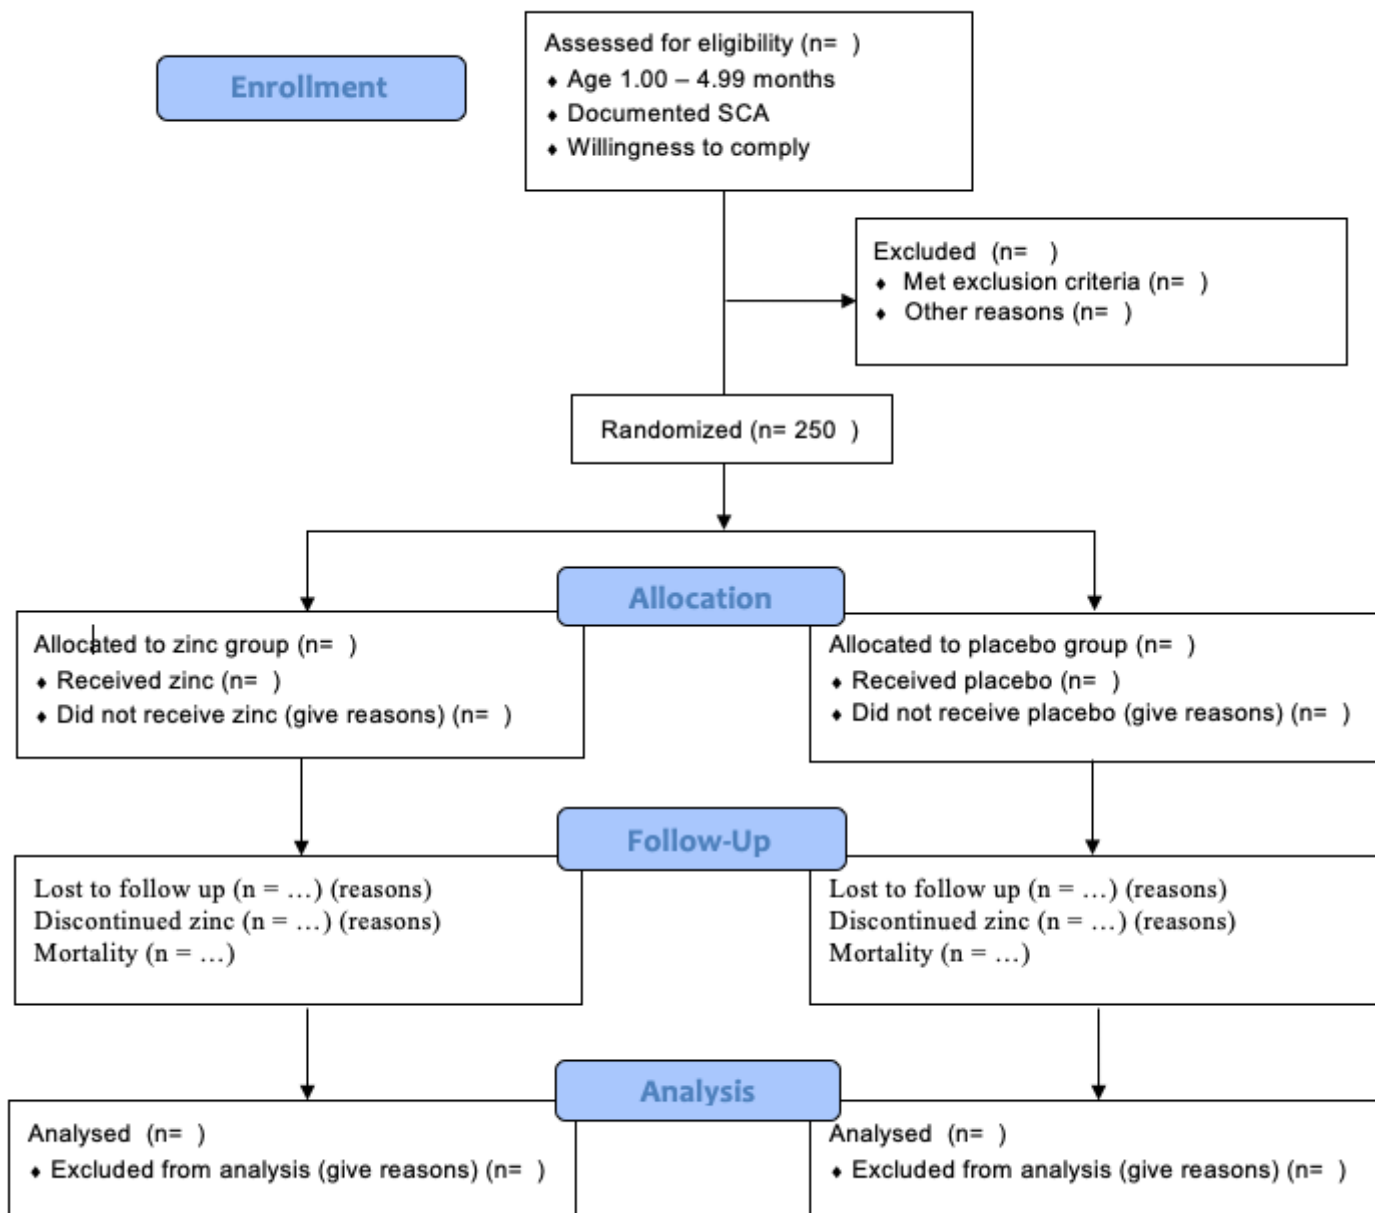 Assessed for eligibility (n=  )
♦ Age 1.00 – 4.99 months
♦ Documented SCA
♦ Willingness to comply
Enrollment
Excluded  (n=   )
♦ Met exclusion criteria (n=  )
♦ Other reasons (n=  )
Randomized (n= 250  )
Allocation
Allocated to zinc group (n=  )
♦ Received zinc (n=  )
♦ Did not receive zinc (give reasons) (n=  )
Allocated to placebo group (n=  )
♦ Received placebo (n=  )
♦ Did not receive placebo (give reasons) (n=  )
Follow-Up
Lost to follow up (n = …) (reasons)
Discontinued zinc (n = …) (reasons)
Mortality (n = …)
Lost to follow up (n = …) (reasons)
Discontinued zinc (n = …) (reasons)
Mortality (n = …)
Analysis
Analysed  (n=  )
♦ Excluded from analysis (give reasons) (n=  )
Analysed  (n=  )
♦ Excluded from analysis (give reasons) (n=  )